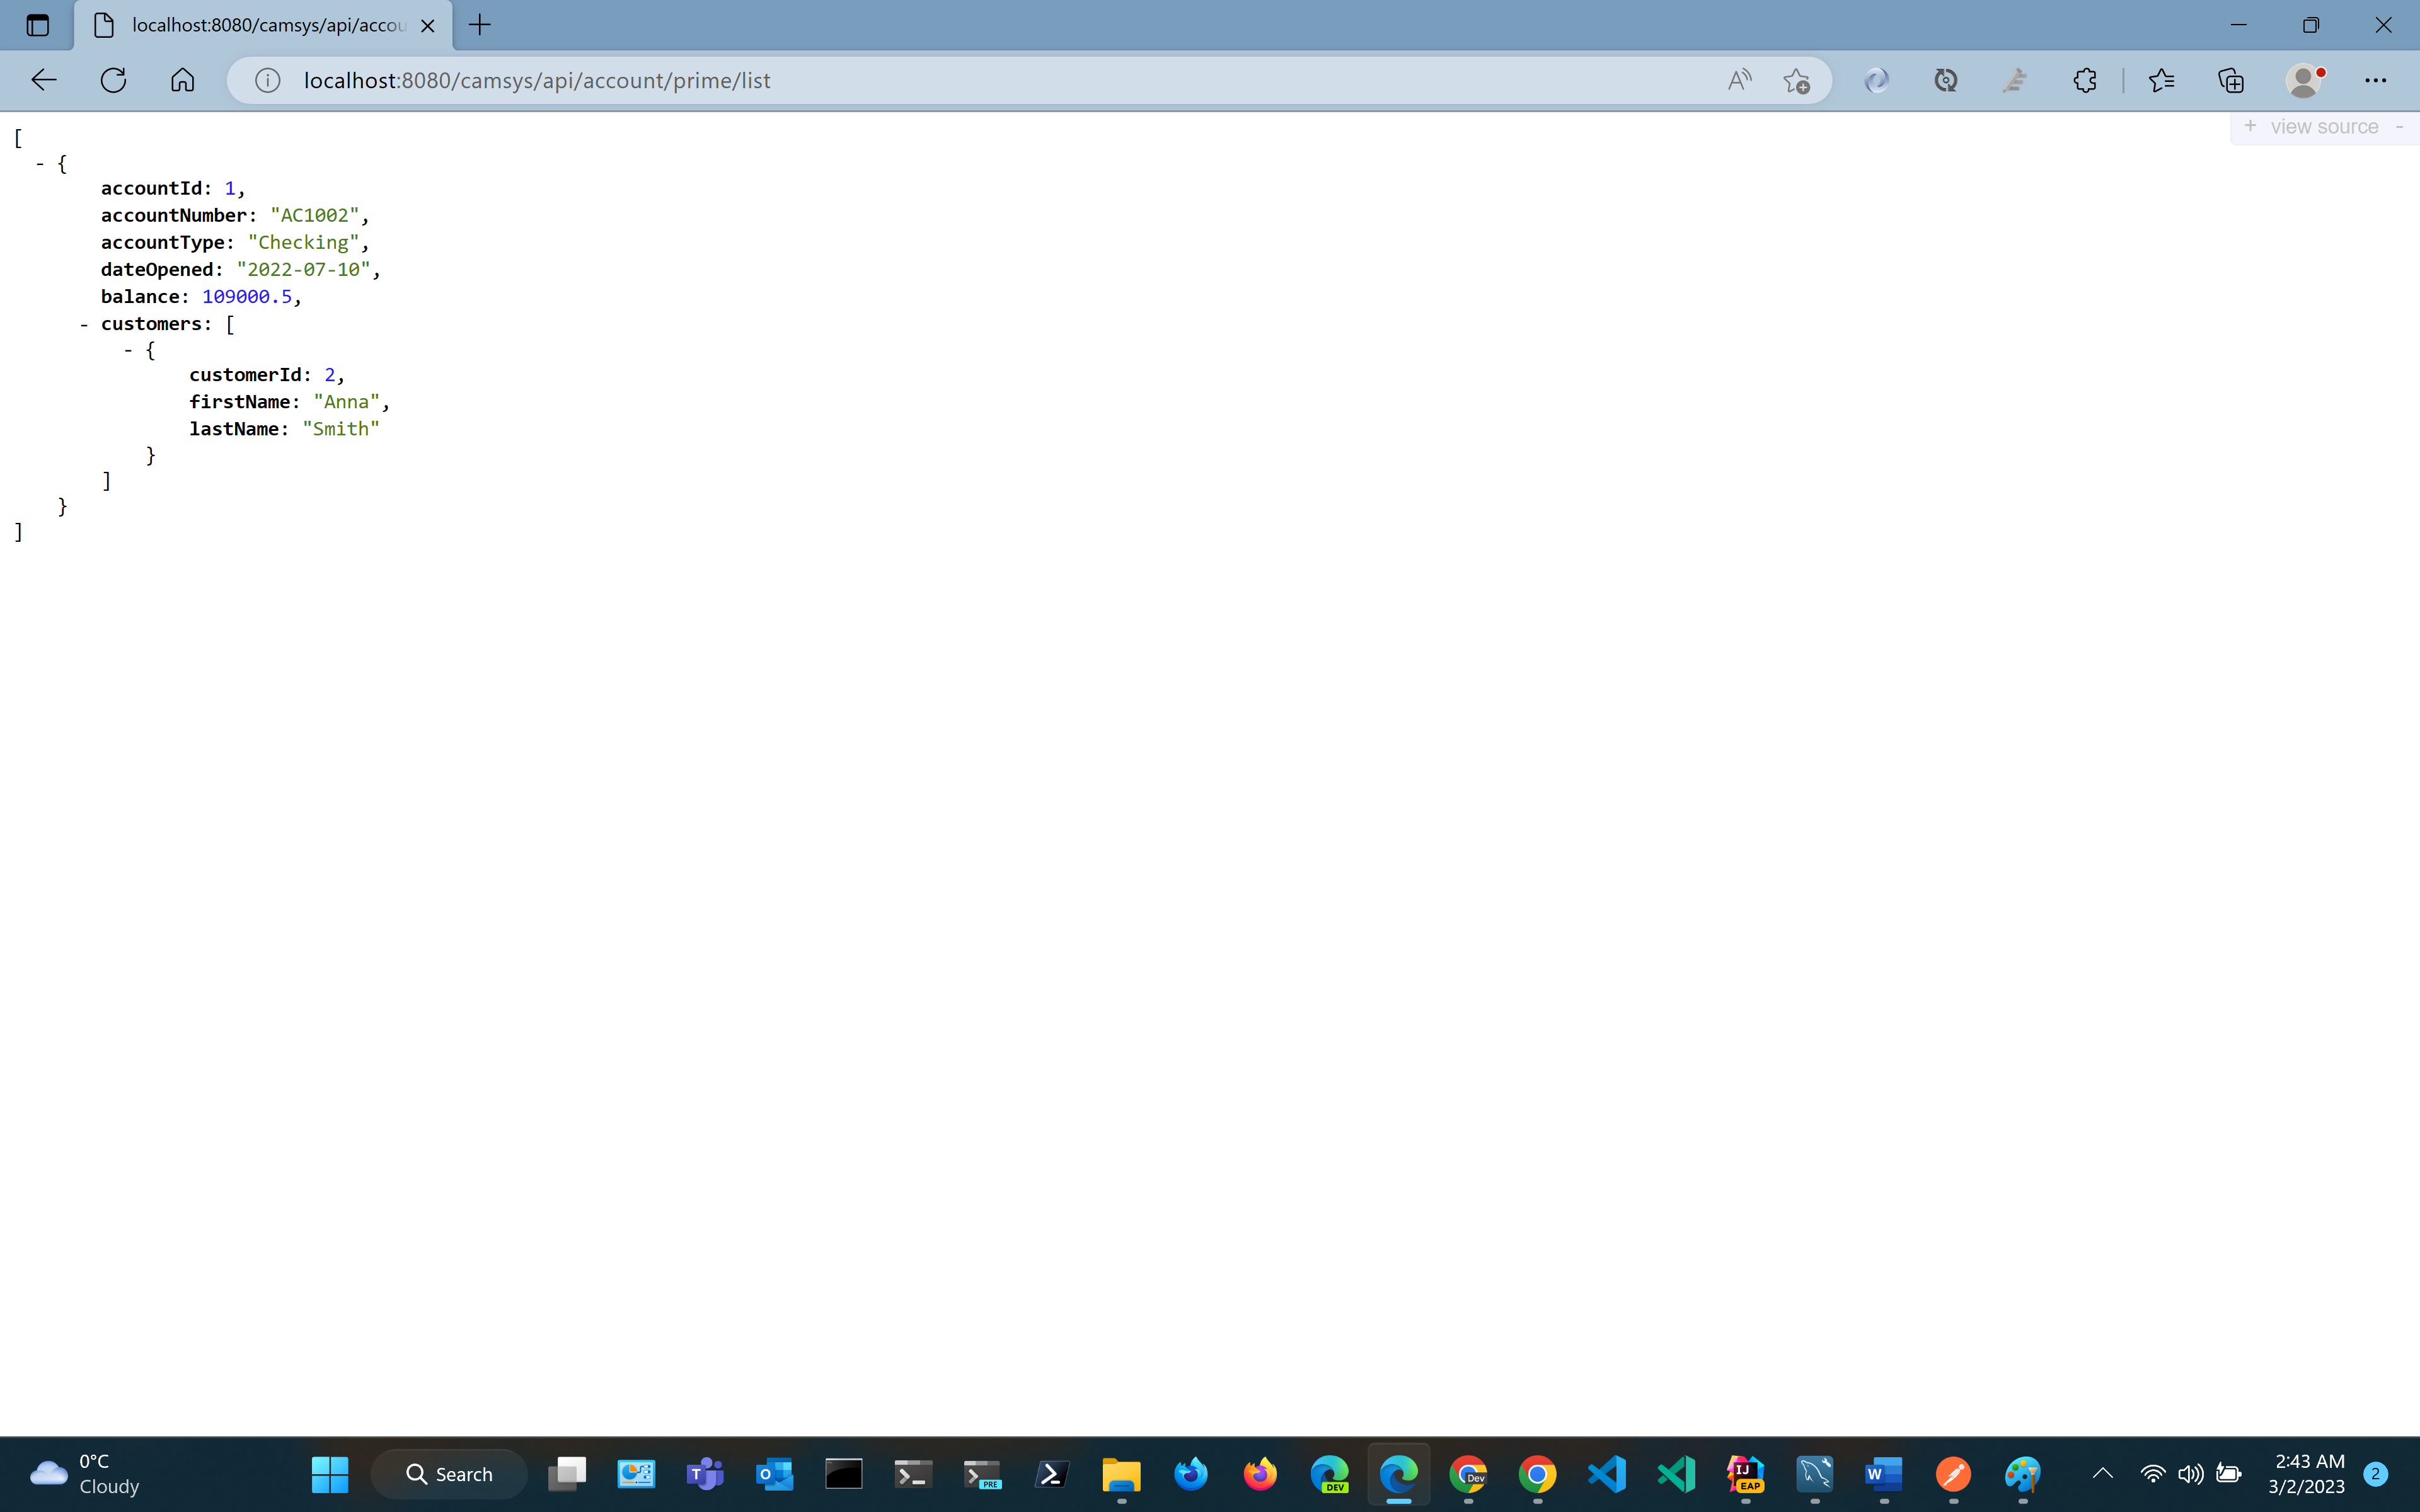 localhost:8080/camsys/api/accou
localhost:8080/camsys/api/account/prime/list
+ view source -
[
- {
accountId: 1,
accountNumber: "AC1002",
accountType: "Checking",
dateOpened: "2022-07-10",
balance: 109000.5,
- customers: [
- {
customerId: 2,
firstName: "Anna",
lastName: "Smith"
}
]
}
]
0°C
Cloudy
Search
PRE
DEV
Dev
IJ
EAP
2:43 AM
3/2/2023
2